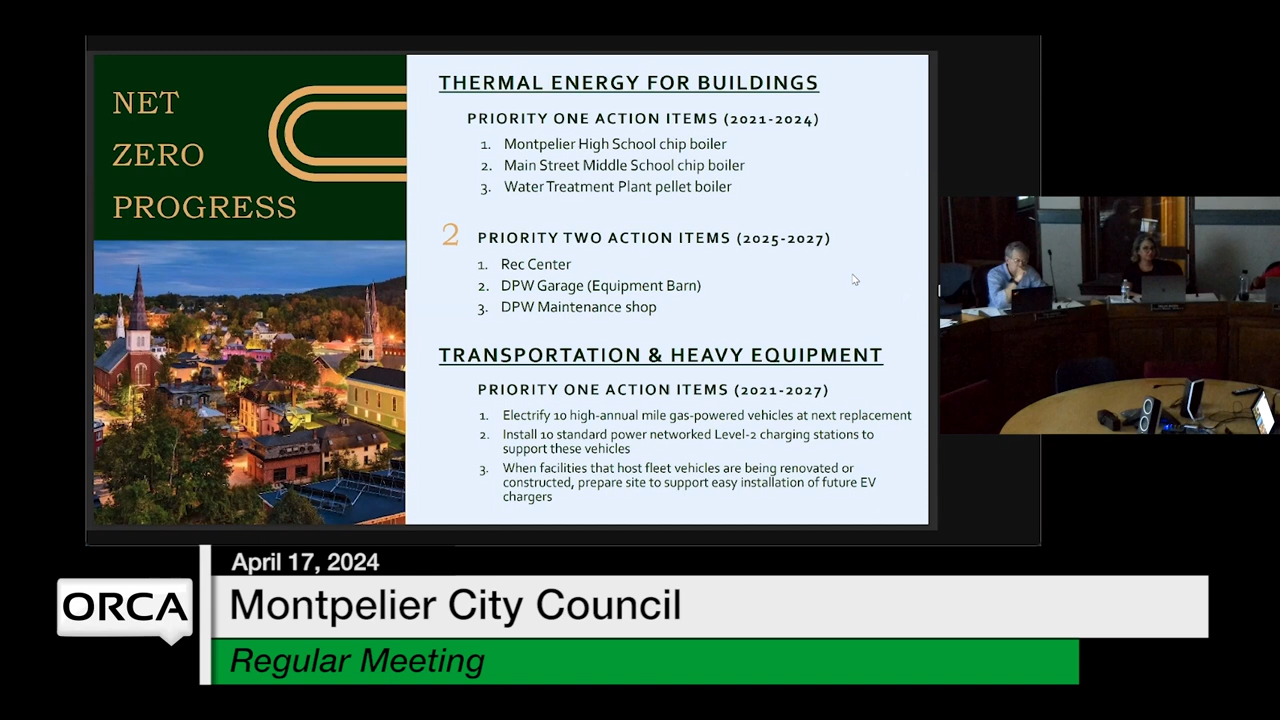 NET
ZERO
PROGRESS
THERMAL ENERGY FOR BUILDINGS
PRIORITY ONE ACTION ITEMS (2021-2024)
1. Montpelier High School chip boiler
2. Main Street Middle School chip boiler
3. Water Treatment Plant pellet boiler
2 PRIORITY TWO ACTION ITEMS (2025-2027)
1. Rec Center
2. DPW Garage (Equipment Barn)
3. DPW Maintenance shop
TRANSPORTATION & HEAVY EQUIPMENT
PRIORITY ONE ACTION ITEMS (2021-2027)
1. Electrify 10 high-annual mile gas-powered vehicles at next replacement
2. Install 10 standard power networked Level-2 charging stations to
support these vehicles
3. When facilities that host fleet vehicles are being renovated or
constructed, prepare site to support easy installation of future EV
chargers
April 17, 2024
ORCA
Montpelier City Council
Regular Meeting